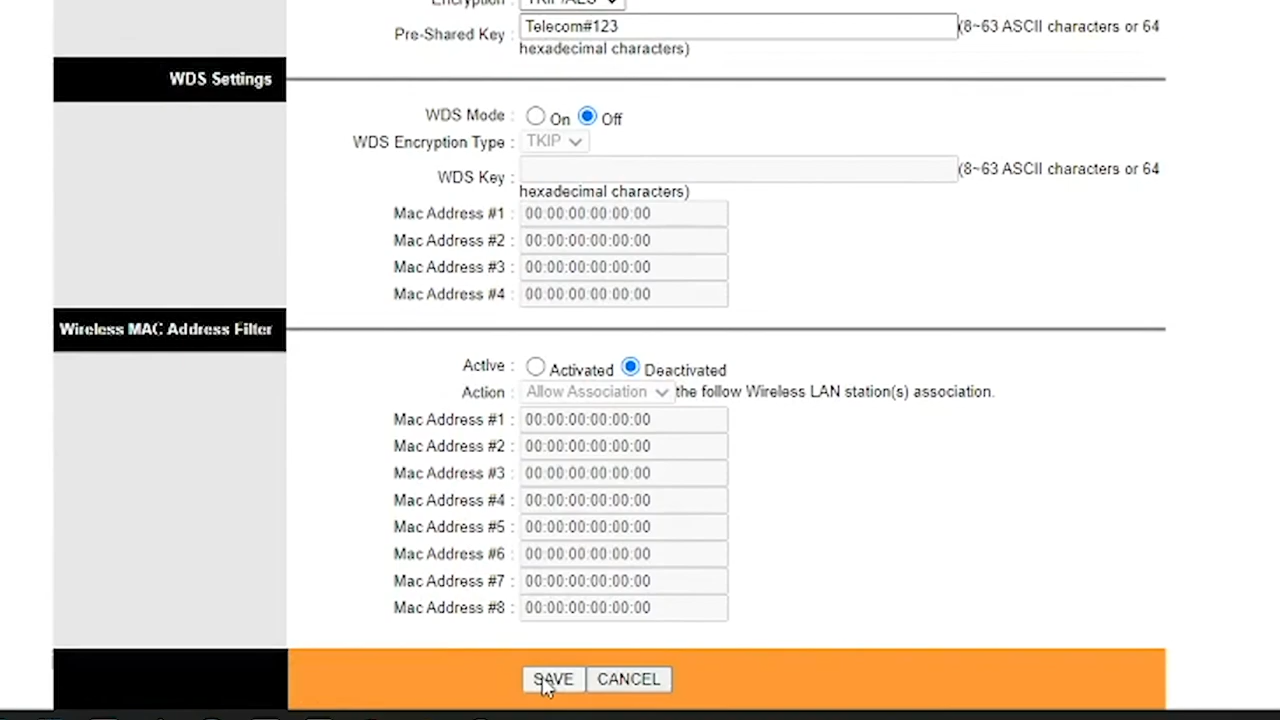 Encryption : TKIP/AES
Pre-Shared Key : Telecom#123 (8~63 ASCII characters or 64
hexadecimal characters)
WDS Settings
WDS Mode : On Off
WDS Encryption Type : TKIP
WDS Key : (8~63 ASCII characters or 64
hexadecimal characters)
Mac Address #1 : 00:00:00:00:00:00
Mac Address #2 : 00:00:00:00:00:00
Mac Address #3 : 00:00:00:00:00:00
Mac Address #4 : 00:00:00:00:00:00
Wireless MAC Address Filter
Active : Activated Deactivated
Action : Allow Association the follow Wireless LAN station(s) association.
Mac Address #1 : 00:00:00:00:00:00
Mac Address #2 : 00:00:00:00:00:00
Mac Address #3 : 00:00:00:00:00:00
Mac Address #4 : 00:00:00:00:00:00
Mac Address #5 : 00:00:00:00:00:00
Mac Address #6 : 00:00:00:00:00:00
Mac Address #7 : 00:00:00:00:00:00
Mac Address #8 : 00:00:00:00:00:00
SAVE CANCEL